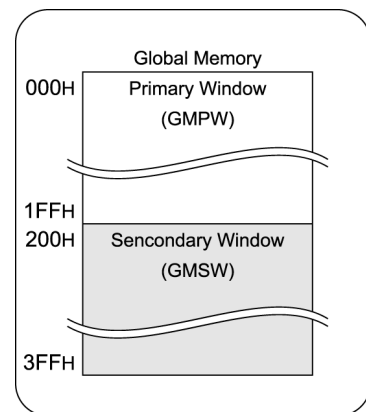 Global Memory
000H
Primary Window
(GMPW)
1FFH
200H
Sencondary Window
(GMSW)
3FFH